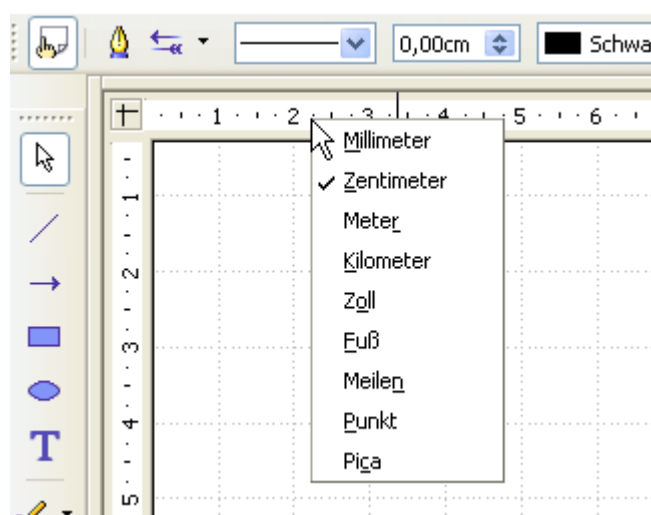 0,00cm Schwa
1 2 3 4 5 6
Millimeter
Zentimeter
Meter
Kilometer
Zoll
Fuß
Meilen
Punkt
Pica
1
2
3
4
5
T